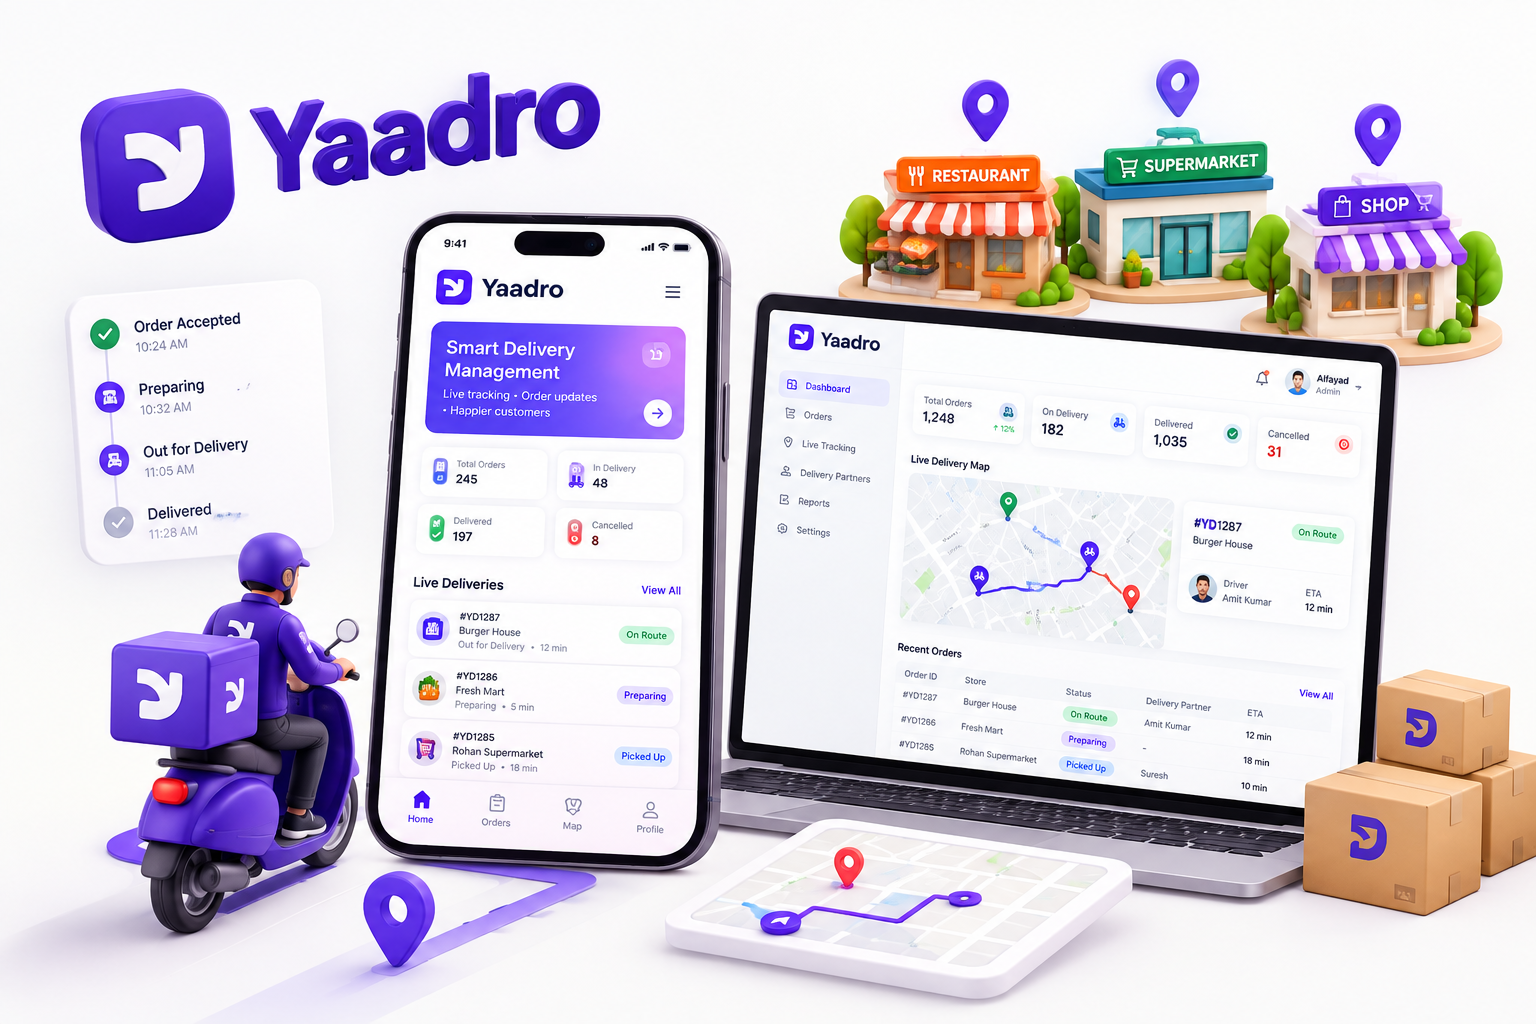 Yaadro
RESTAURANT
SUPERMARKET
SHOP
Order Accepted
10:24 AM
Preparing
10:32 AM
Out for Delivery
11:05 AM
Delivered
11:28 AM
9:41
Yaadro
Smart Delivery
Management
Live tracking • Order updates
• Happier customers
Total Orders
245
In Delivery
48
Delivered
197
Cancelled
8
Live Deliveries
View All
#YD1287
Burger House
Out for Delivery • 12 min
On Route
#YD1286
Fresh Mart
Preparing • 5 min
Preparing
#YD1285
Rohan Supermarket
Picked Up • 18 min
Picked Up
Home
Orders
Map
Profile
Yaadro
Dashboard
Orders
Live Tracking
Delivery Partners
Reports
Settings
Alfayad
Admin
Total Orders
1,248
↑ 12%
On Delivery
182
Delivered
1,035
Cancelled
31
Live Delivery Map
#YD1287
Burger House
On Route
Driver
Amit Kumar
ETA
12 min
Recent Orders
View All
Order ID Store Status Delivery Partner ETA
#YD1287 Burger House On Route Amit Kumar 12 min
#YD1286 Fresh Mart Preparing - 18 min
#YD1285 Rohan Supermarket Picked Up Suresh 10 min